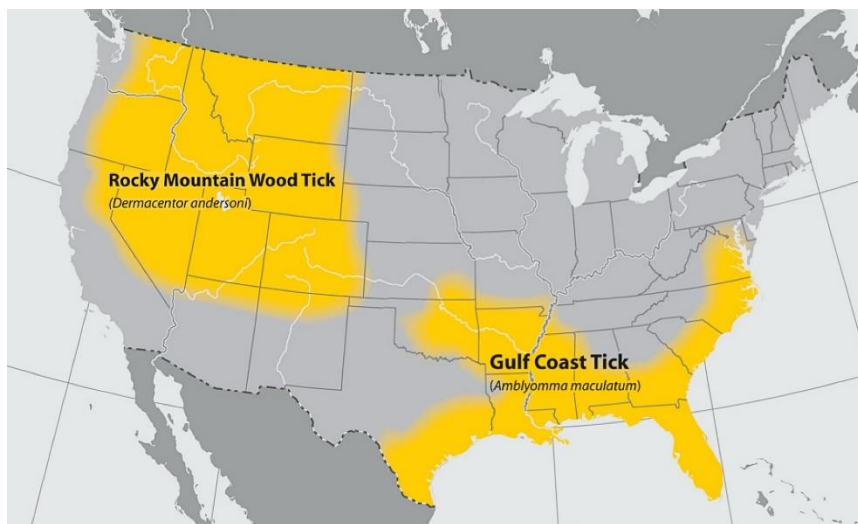 Rocky Mountain Wood Tick
(Dermacentor andersoni)
Gulf Coast Tick
(Amblyomma maculatum)